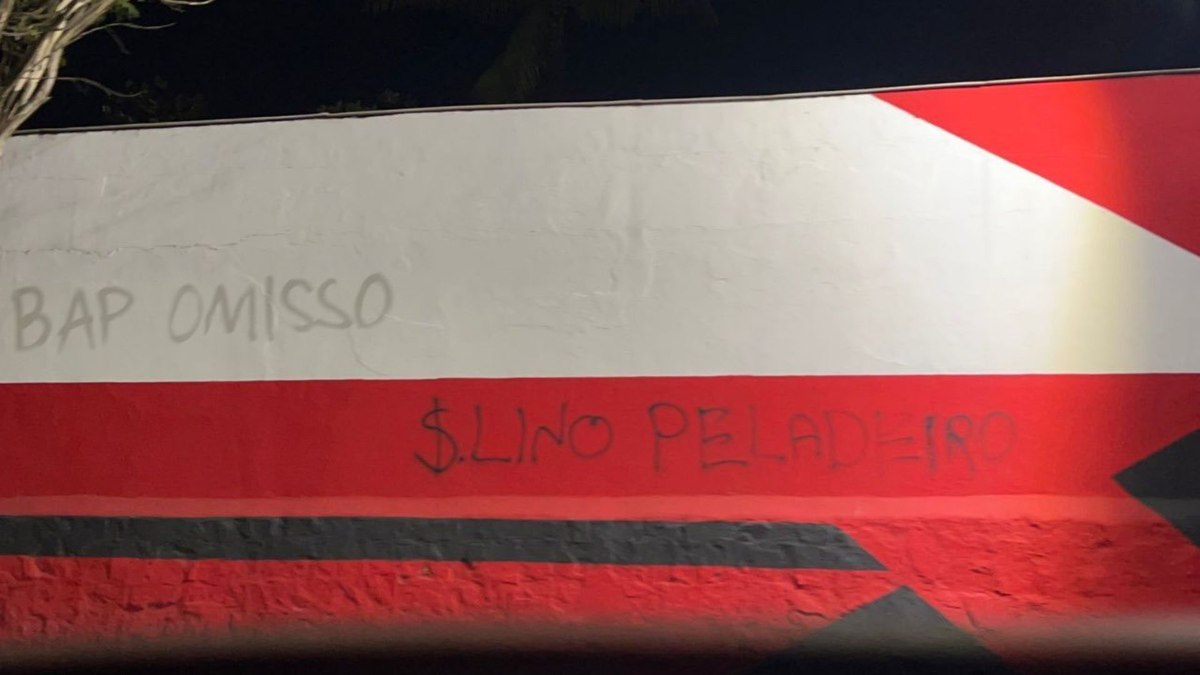 BAP OMISSO
$.LINO PELADEIRO